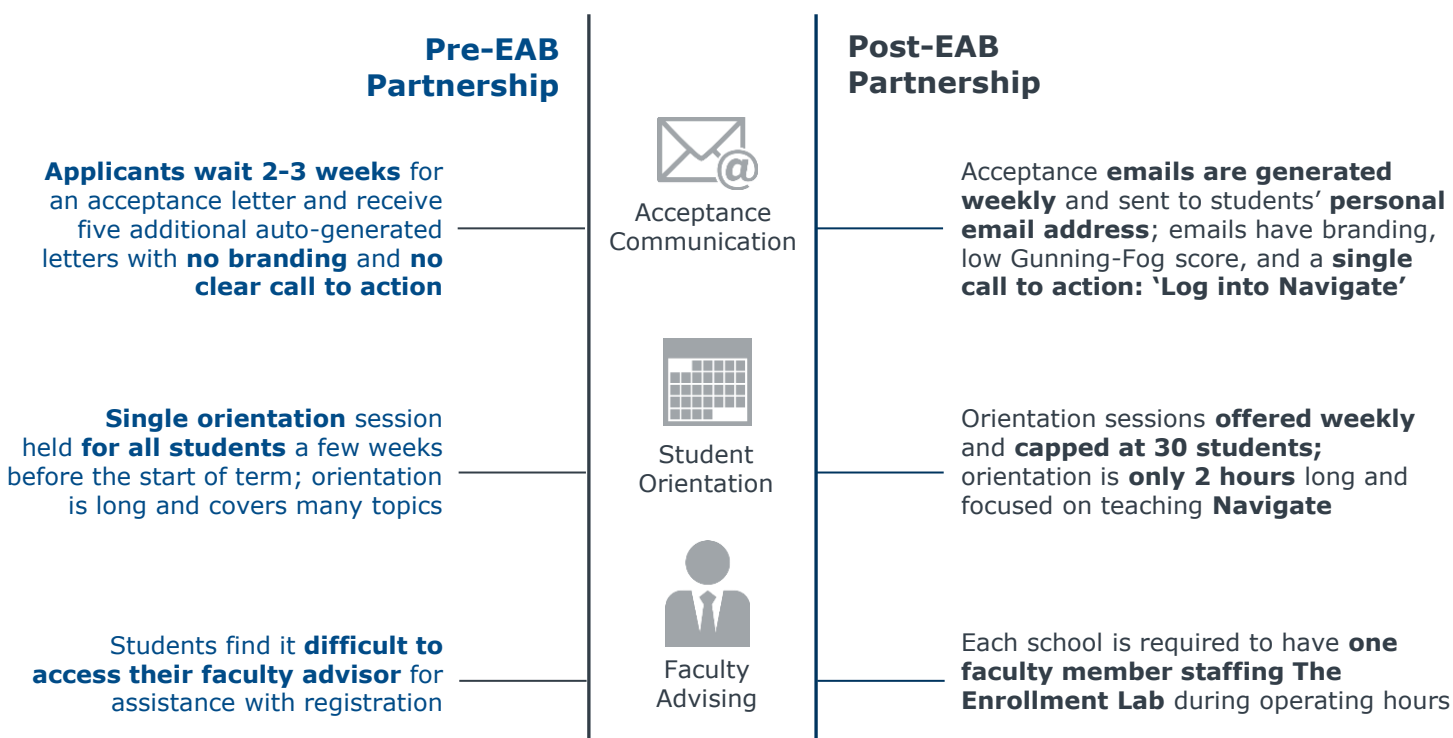 Pre-EAB
Partnership
Post-EAB
Partnership
Applicants wait 2-3 weeks for
an acceptance letter and receive
five additional auto-generated
letters with no branding and no
clear call to action
@
Acceptance
Communication
Acceptance emails are generated
weekly and sent to students’ personal
email address; emails have branding,
low Gunning-Fog score, and a single
call to action: ‘Log into Navigate’
Single orientation session
held for all students a few weeks
before the start of term; orientation
is long and covers many topics
Student
Orientation
Orientation sessions offered weekly
and capped at 30 students;
orientation is only 2 hours long and
focused on teaching Navigate
Students find it difficult to
access their faculty advisor for
assistance with registration
Faculty
Advising
Each school is required to have one
faculty member staffing The
Enrollment Lab during operating hours